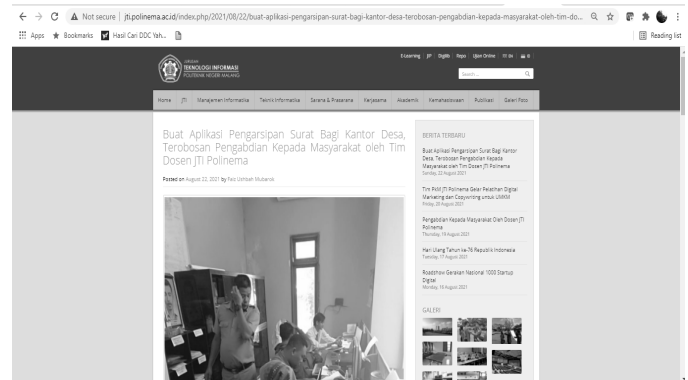 Not secure | jti.polinema.ac.id/index.php/2021/08/22/buat-aplikasi-pengarsipan-surat-bagi-kantor-desa-terobosan-pengabdian-kepada-masyarakat-oleh-tim-do...
Apps Bookmarks Hasil Cari DDC Yah... Reading list
E-Learning JIP Digilib Repo Ujian Online
JURUSAN
TEKNOLOGI INFORMASI
POLITEKNIK NEGERI MALANG
Search ...
Home JTI Manajemen Informatika Teknik Informatika Sarana & Prasarana Kerjasama Akademik Kemahasiswaan Publikasi Galeri Foto
Buat Aplikasi Pengarsipan Surat Bagi Kantor Desa,
Terobosan Pengabdian Kepada Masyarakat oleh Tim
Dosen JTI Polinema
Posted on August 22, 2021 by Faiz Ushbah Mubarok
BERITA TERBARU
Buat Aplikasi Pengarsipan Surat Bagi Kantor
Desa, Terobosan Pengabdian Kepada
Masyarakat oleh Tim Dosen JTI Polinema
Sunday, 22 August 2021
Tim PKM JTI Polinema Gelar Pelatihan Digital
Marketing dan Copywriting untuk UMKM
Friday, 20 August 2021
Pengabdian Kepada Masyarakat Oleh Dosen JTI
Polinema
Thursday, 19 August 2021
Hari Ulang Tahun ke-76 Republik Indonesia
Tuesday, 17 August 2021
Roadshow Gerakan Nasional 1000 Startup
Digital
Monday, 16 August 2021
GALERI